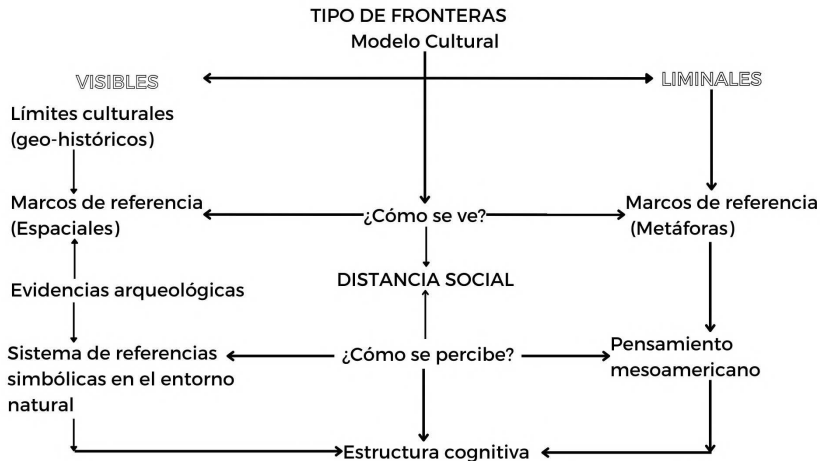 TIPO DE FRONTERAS
Modelo Cultural
VISIBLES
LIMINALES
Límites culturales
(geo-históricos)
Marcos de referencia
(Espaciales)
¿Cómo se ve?
Marcos de referencia
(Metáforas)
DISTANCIA SOCIAL
Evidencias arqueológicas
Sistema de referencias
simbólicas en el entorno
natural
¿Cómo se percibe?
Pensamiento
mesoamericano
Estructura cognitiva